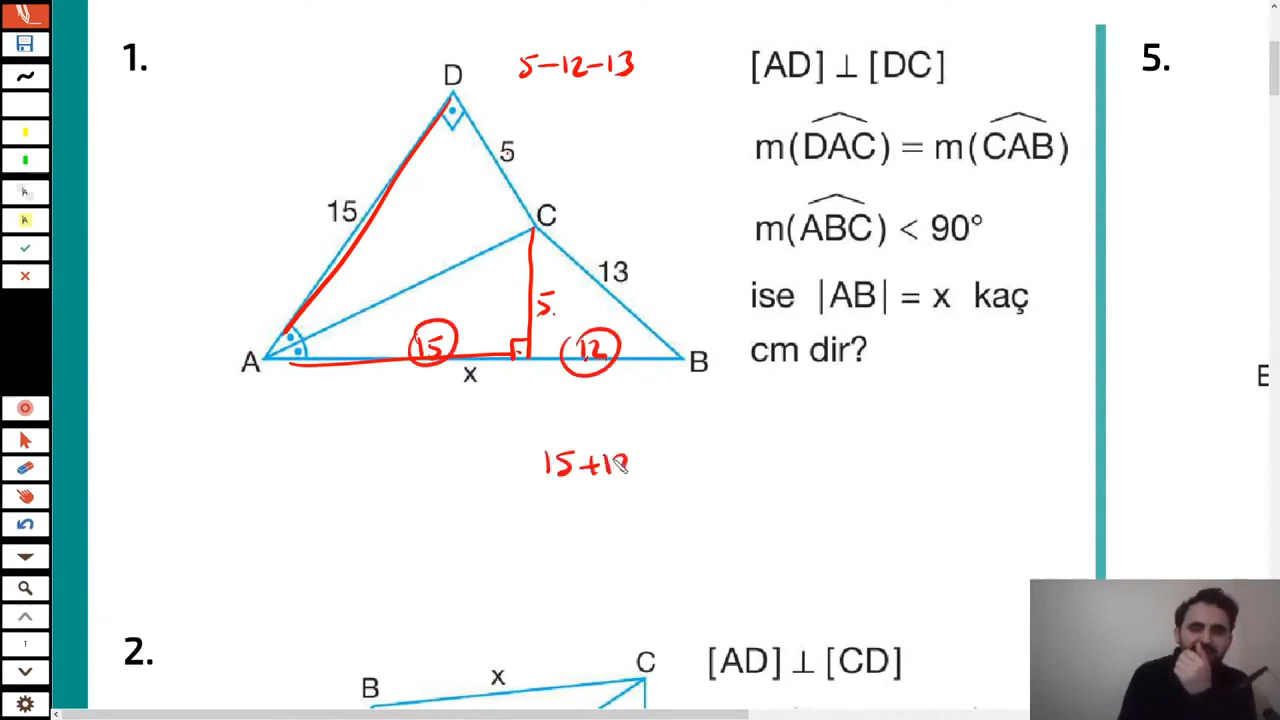 1.
5-12-13
D
[AD] ⊥ [DC]
5.
m(DAC) = m(CAB)
5
15
C
m(ABC) < 90°
13
5
ise |AB| = x kaç
15
12
A
x
B
cm dir?
E
15+12
2.
C
[AD] ⊥ [CD]
x
B
1